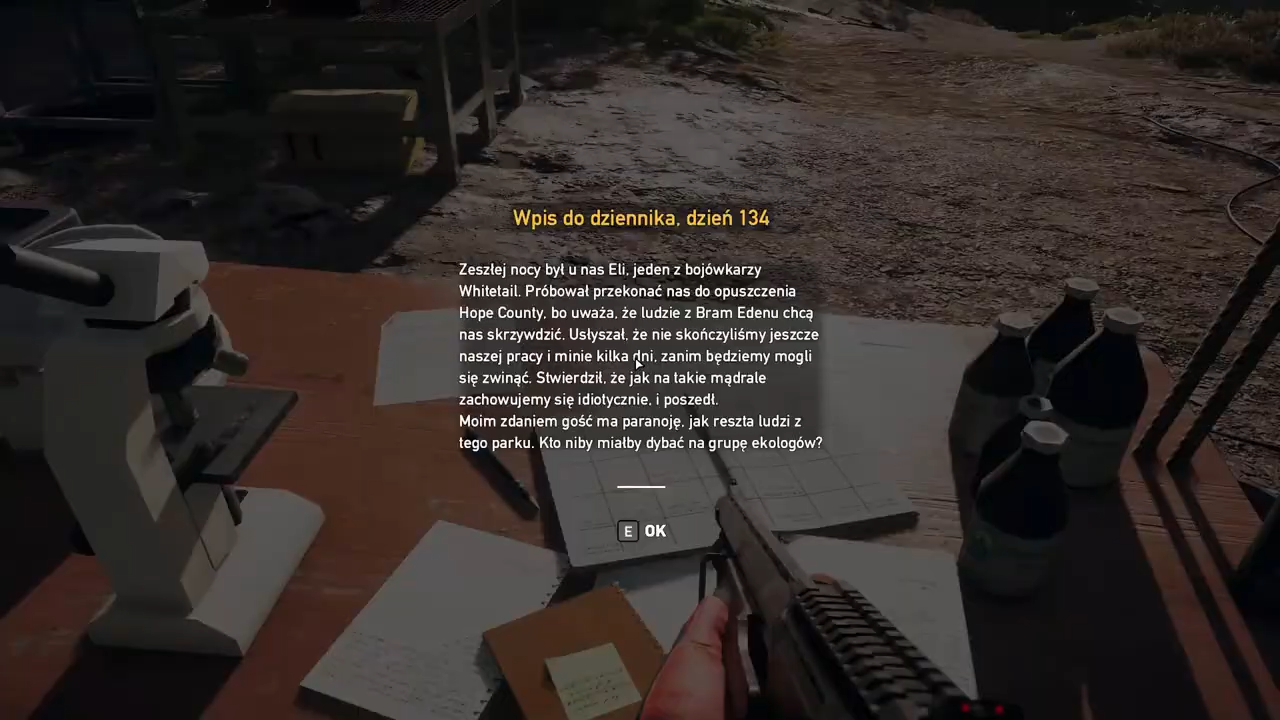 Wpis do dziennika, dzień 134
Zeszłej nocy był u nas Eli, jeden z bojówkarzy
Whitetail. Próbował przekonać nas do opuszczenia
Hope County, bo uważa, że ludzie z Bram Edenu chcą
nas skrzywdzić. Usłyszał, że nie skończyliśmy jeszcze
naszej pracy i minie kilka dni, zanim będziemy mogli
się zwinąć. Stwierdził, że jak na takie mądrale
zachowujemy się idiotycznie, i poszedł.
Moim zdaniem gość ma paranoję, jak reszta ludzi z
tego parku. Kto niby miałby dybać na grupę ekologów?
E OK